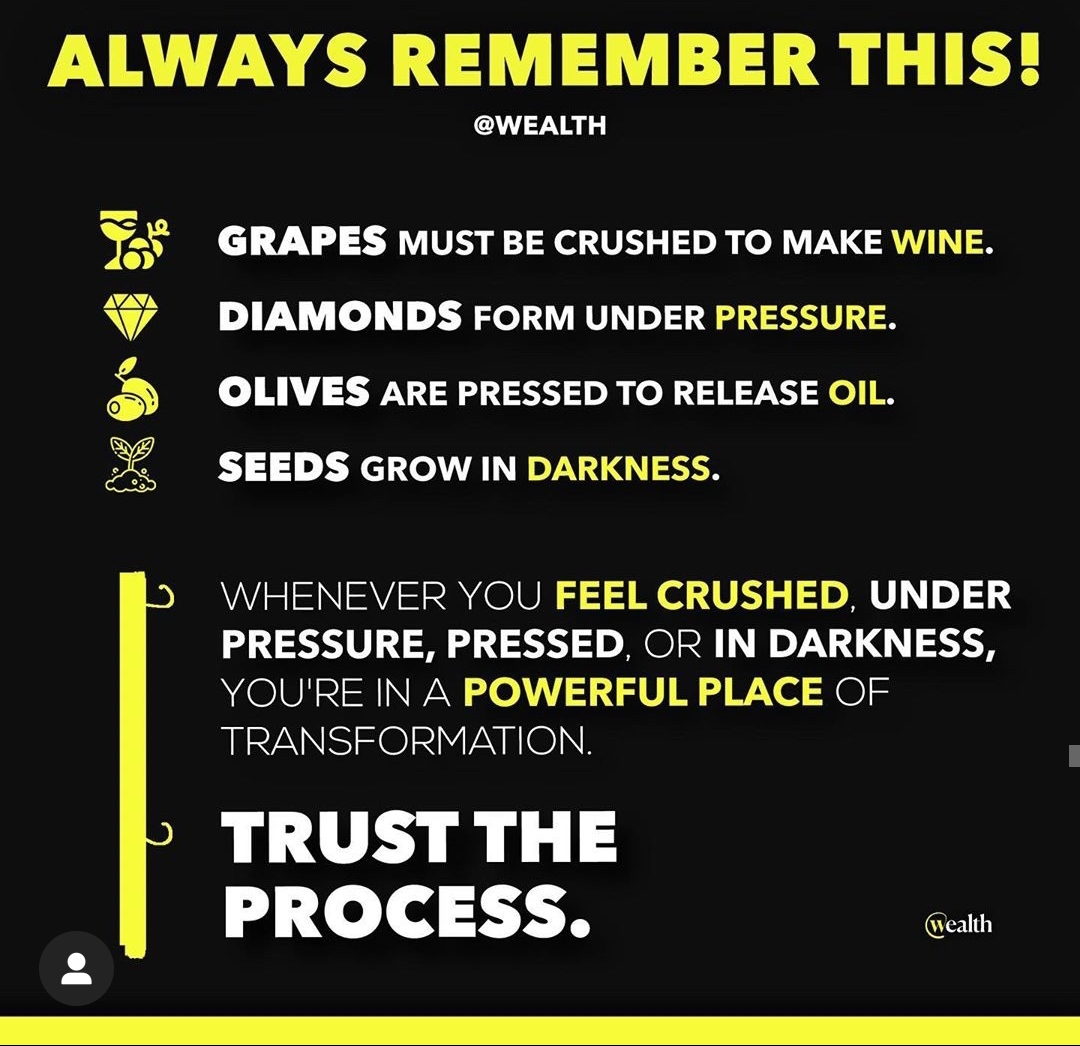 ALWAYS REMEMBER THIS!
@WEALTH
GRAPES MUST BE CRUSHED TO MAKE WINE.
DIAMONDS FORM UNDER PRESSURE.
OLIVES ARE PRESSED TO RELEASE OIL.
SEEDS GROW IN DARKNESS.
WHENEVER YOU FEEL CRUSHED, UNDER
PRESSURE, PRESSED, OR IN DARKNESS,
YOU'RE IN A POWERFUL PLACE OF
TRANSFORMATION.
TRUST THE
PROCESS.
@wealth